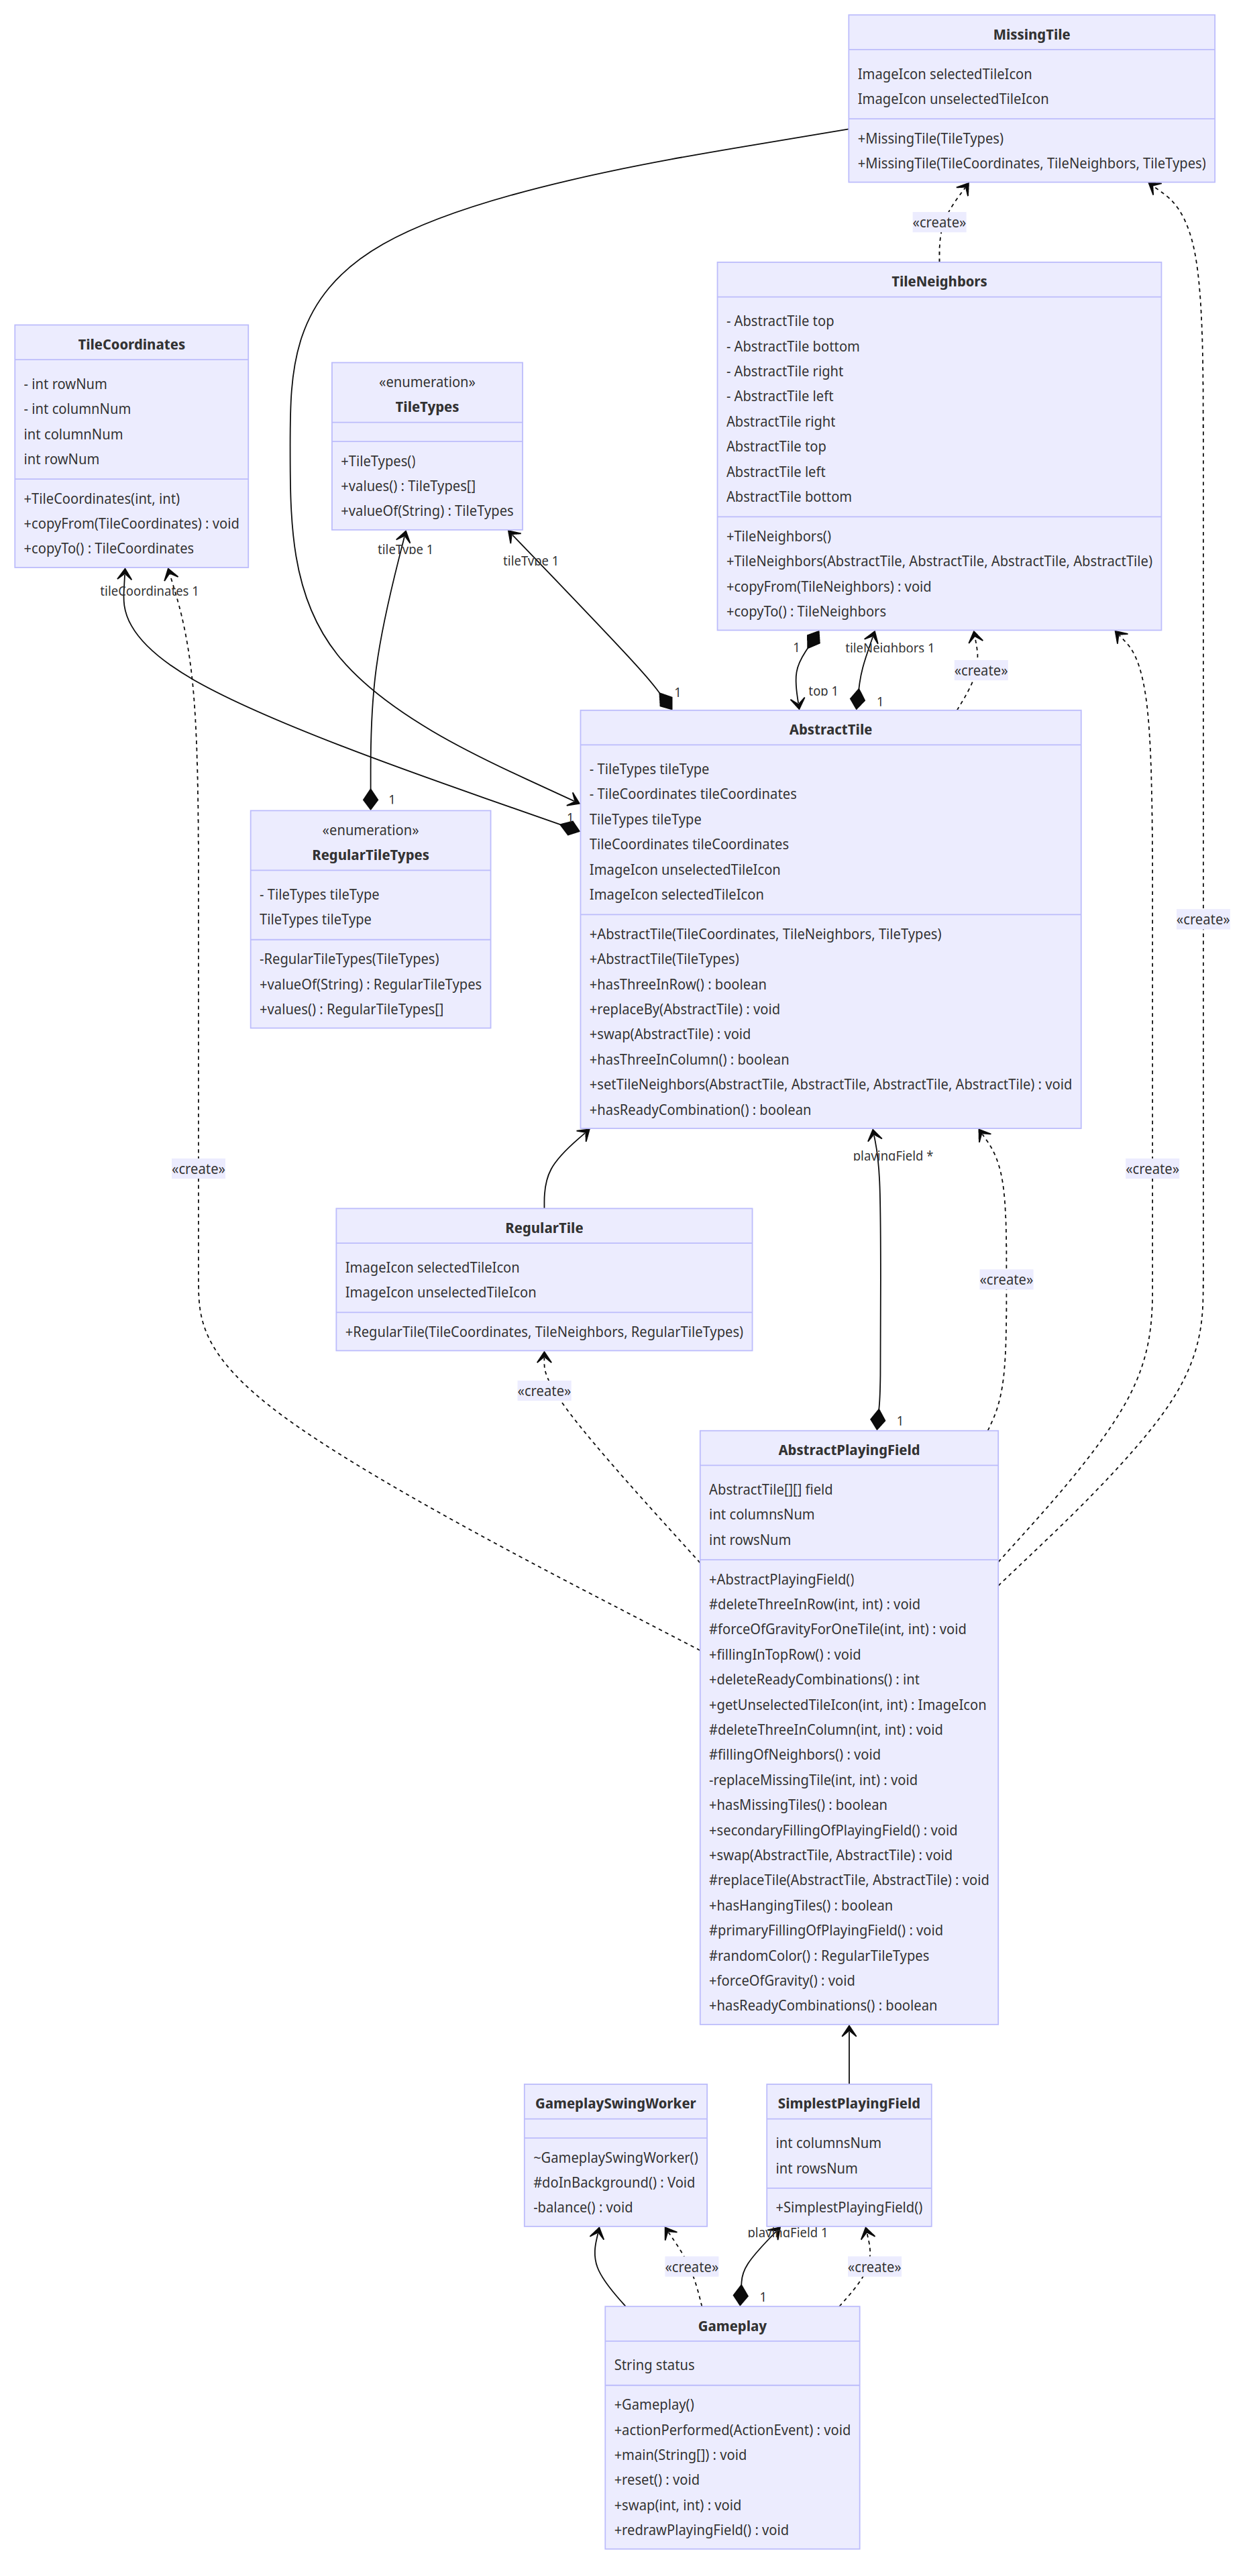 MissingTile
ImageIcon selectedTileIcon
ImageIcon unselectedTileIcon
+MissingTile(TileTypes)
+MissingTile(TileCoordinates, TileNeighbors, TileTypes)
«create»
TileNeighbors
- AbstractTile top
- AbstractTile bottom
- AbstractTile right
- AbstractTile left
AbstractTile right
AbstractTile top
AbstractTile left
AbstractTile bottom
+TileNeighbors()
+TileNeighbors(AbstractTile, AbstractTile, AbstractTile, AbstractTile)
+copyFrom(TileNeighbors) : void
+copyTo() : TileNeighbors
TileCoordinates
- int rowNum
- int columnNum
int columnNum
int rowNum
+TileCoordinates(int, int)
+copyFrom(TileCoordinates) : void
+copyTo() : TileCoordinates
«enumeration»
TileTypes
+TileTypes()
+values() : TileTypes[]
+valueOf(String) : TileTypes
tileType 1
tileType 1
tileCoordinates 1
1
tileNeighbors 1
«create»
1
top 1
1
AbstractTile
- TileTypes tileType
- TileCoordinates tileCoordinates
TileTypes tileType
TileCoordinates tileCoordinates
ImageIcon unselectedTileIcon
ImageIcon selectedTileIcon
+AbstractTile(TileCoordinates, TileNeighbors, TileTypes)
+AbstractTile(TileTypes)
+hasThreeInRow() : boolean
+replaceBy(AbstractTile) : void
+swap(AbstractTile) : void
+hasThreeInColumn() : boolean
+setTileNeighbors(AbstractTile, AbstractTile, AbstractTile, AbstractTile) : void
+hasReadyCombination() : boolean
1
1
«enumeration»
RegularTileTypes
- TileTypes tileType
TileTypes tileType
-RegularTileTypes(TileTypes)
+valueOf(String) : RegularTileTypes
+values() : RegularTileTypes[]
«create»
playingField *
«create»
«create»
«create»
RegularTile
ImageIcon selectedTileIcon
ImageIcon unselectedTileIcon
+RegularTile(TileCoordinates, TileNeighbors, RegularTileTypes)
«create»
1
AbstractPlayingField
AbstractTile[][] field
int columnsNum
int rowsNum
+AbstractPlayingField()
#deleteThreeInRow(int, int) : void
#forceOfGravityForOneTile(int, int) : void
+fillingInTopRow() : void
+deleteReadyCombinations() : int
+getUnselectedTileIcon(int, int) : ImageIcon
#deleteThreeInColumn(int, int) : void
#fillingOfNeighbors() : void
-replaceMissingTile(int, int) : void
+hasMissingTiles() : boolean
+secondaryFillingOfPlayingField() : void
+swap(AbstractTile, AbstractTile) : void
#replaceTile(AbstractTile, AbstractTile) : void
+hasHangingTiles() : boolean
#primaryFillingOfPlayingField() : void
#randomColor() : RegularTileTypes
+forceOfGravity() : void
+hasReadyCombinations() : boolean
GameplaySwingWorker
~GameplaySwingWorker()
#doInBackground() : Void
-balance() : void
SimplestPlayingField
int columnsNum
int rowsNum
+SimplestPlayingField()
playingField 1
«create»
«create»
1
Gameplay
String status
+Gameplay()
+actionPerformed(ActionEvent) : void
+main(String[]) : void
+reset() : void
+swap(int, int) : void
+redrawPlayingField() : void